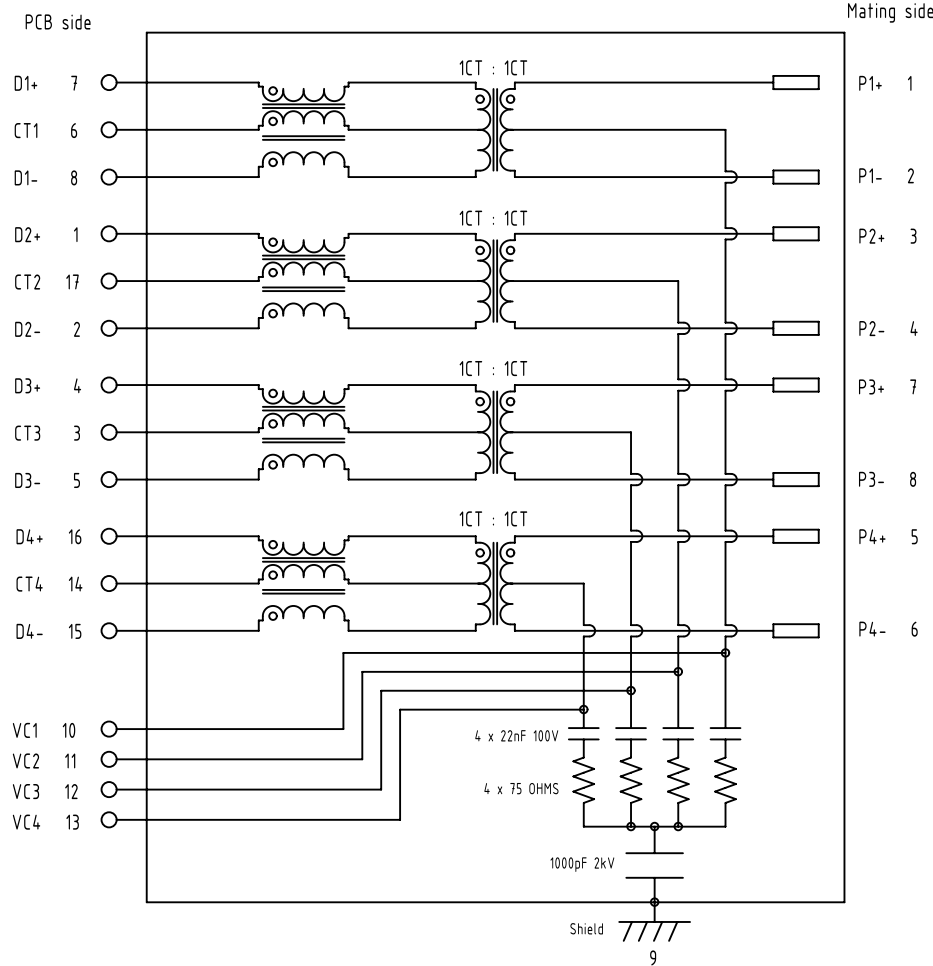 PCB side
Mating side
1CT : 1CT
D1+ 7
P1+ 1
CT1 6
D1- 8
P1- 2
1CT : 1CT
D2+ 1
P2+ 3
CT2 17
D2- 2
P2- 4
1CT : 1CT
D3+ 4
P3+ 7
CT3 3
D3- 5
P3- 8
1CT : 1CT
D4+ 16
P4+ 5
CT4 14
D4- 15
P4- 6
VC1 10
4 x 22nF 100V
VC2 11
VC3 12
4 x 75 OHMS
VC4 13
1000pF 2kV
Shield
9